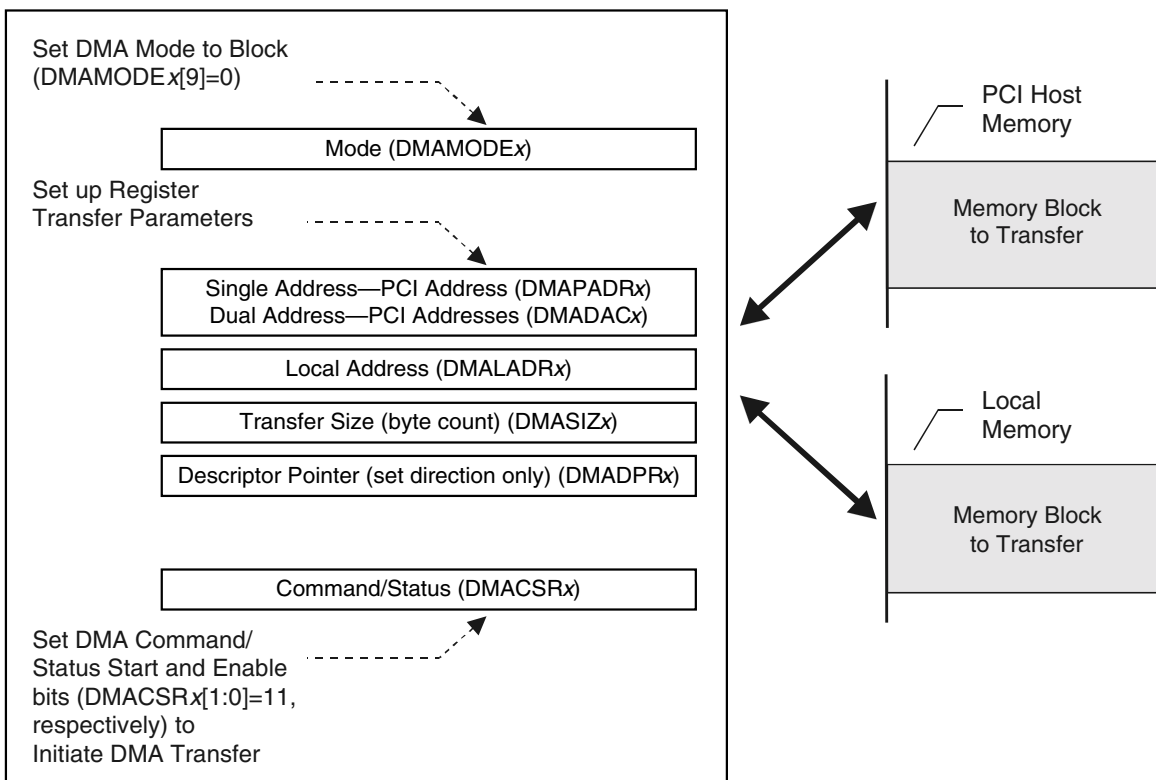 Set DMA Mode to Block
(DMAMODEx[9]=0)
Mode (DMAMODEx)
Set up Register
Transfer Parameters
Single Address—PCI Address (DMAPADRx)
Dual Address—PCI Addresses (DMADACx)
Local Address (DMALADRx)
Transfer Size (byte count) (DMASIZx)
Descriptor Pointer (set direction only) (DMADPRx)
Command/Status (DMACSRx)
Set DMA Command/
Status Start and Enable
bits (DMACSRx[1:0]=11,
respectively) to
Initiate DMA Transfer
PCI Host
Memory
Memory Block
to Transfer
Local
Memory
Memory Block
to Transfer